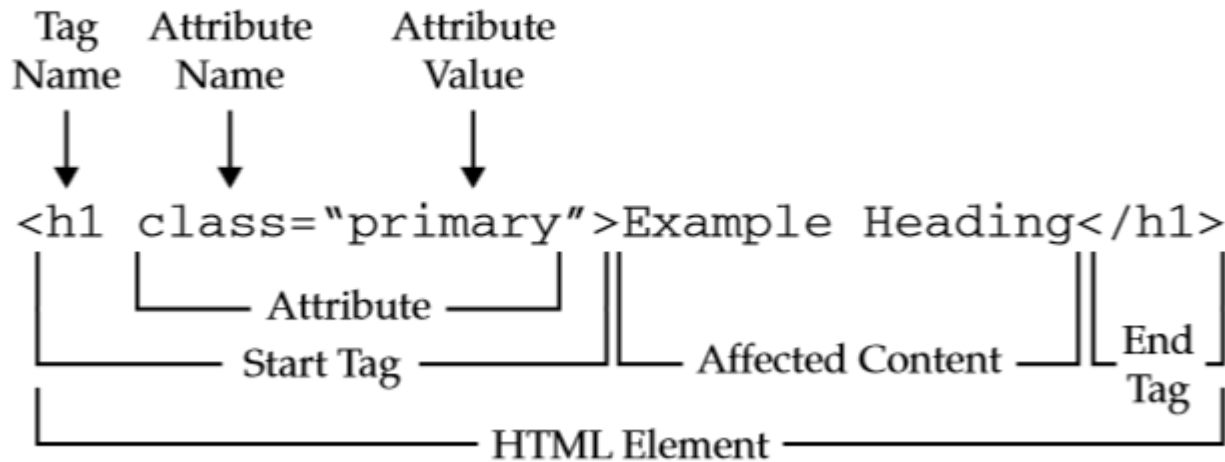 Tag Attribute Attribute
Name Name Value
<h1 class=“primary”>Example Heading</h1>
Attribute
Start Tag Affected Content End
Tag
HTML Element